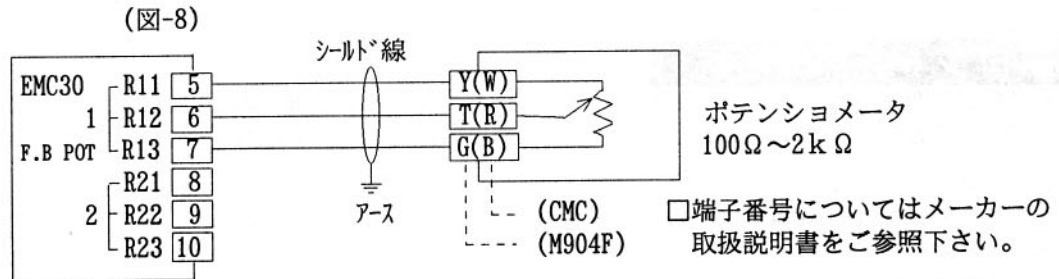 (図-8)
シールド線
EMC30
R11 5 Y(W)
1 R12 6 T(R)
F.B POT R13 7 G(B)
R21 8
2 R22 9
R23 10
アース
(CMC)
(M904F)
ポテンショメータ
100Ω～2kΩ
□端子番号についてはメーカーの
取扱説明書をご参照下さい。